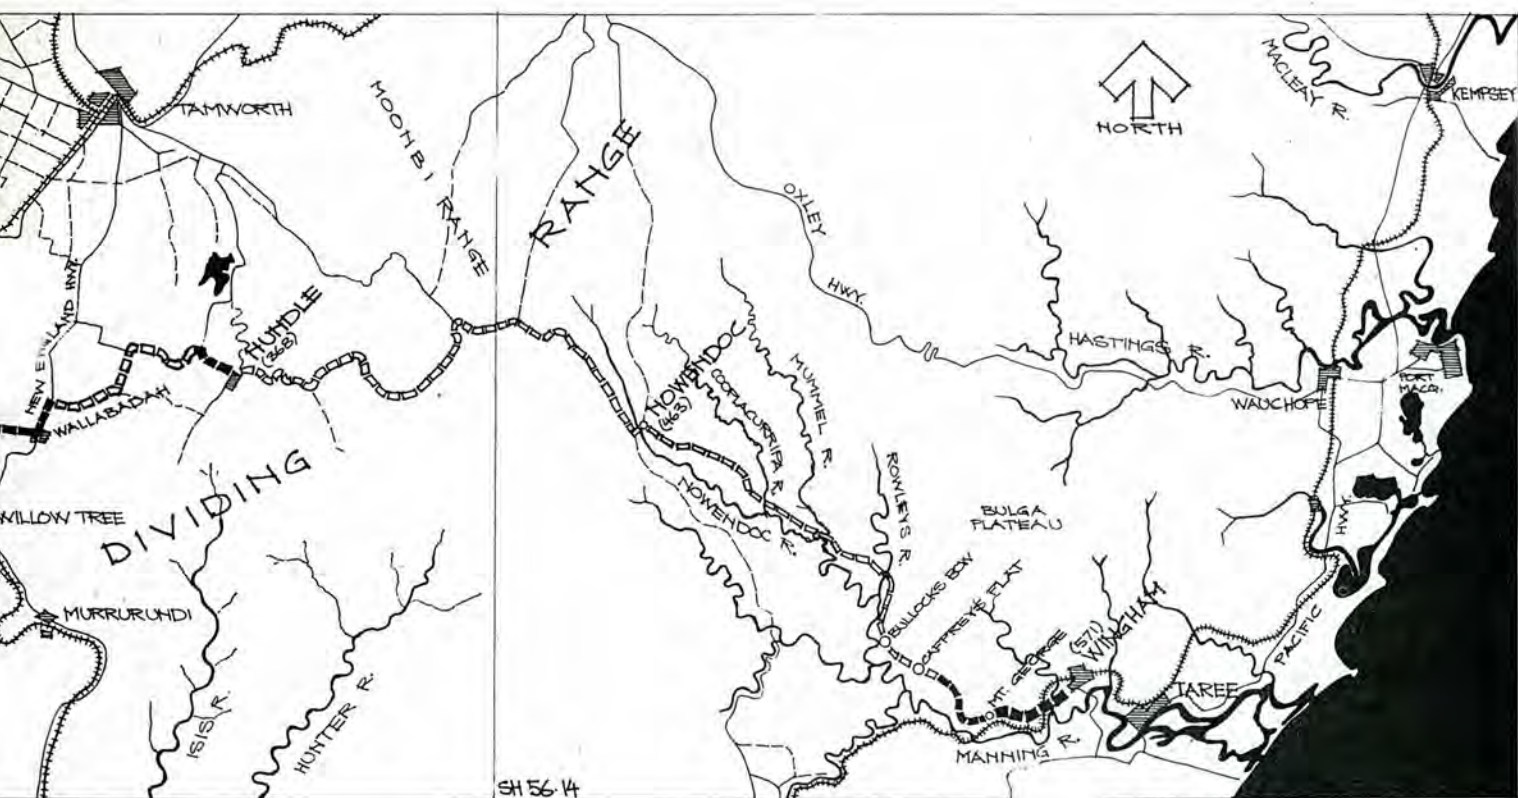 TAMWORTH
MOONBI RANGE
RANGE
OXLEY
HWY.
NORTH
MACLEAY R.
KEMPSEY
NEW ENGLAND HWY.
NUNDLE
(368)
WALLABADAH
NOWENDOC
(463)
COOPLACURRIPA R.
MUMMEL R.
HASTINGS R.
WAUCHOPE
PORT
MACQ.
ROWLEYS R.
NOWENDOC R.
BULGA
PLATEAU
HWY.
PACIFIC
WILLOW TREE
DIVIDING
MURRURUNDI
ISIS R.
HUNTER R.
BULLOCKS BOW
CAFFREYS FLAT
MT. GEORGE
(571)
WINGHAM
TAREE
MANNING R.
SH 56-14